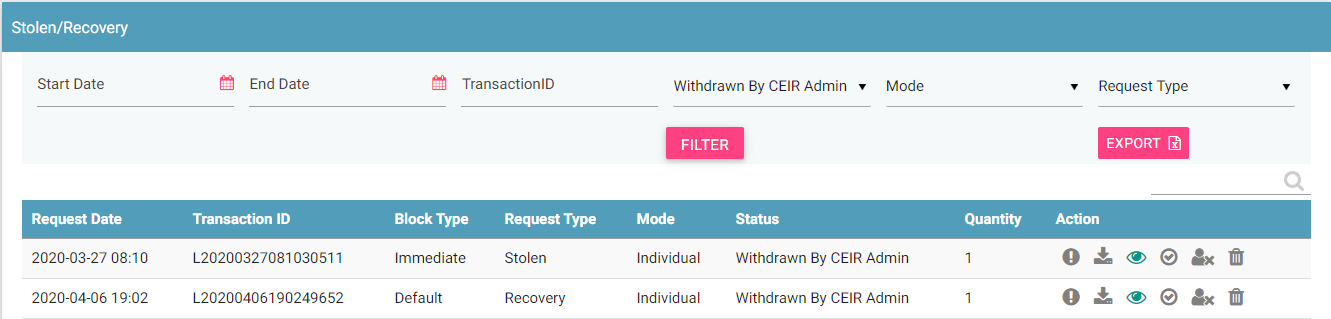 Stolen/Recovery
Start Date End Date TransactionID Withdrawn By CEIR Admin Mode Request Type
FILTER EXPORT
Request Date Transaction ID Block Type Request Type Mode Status Quantity Action
2020-03-27 08:10 L20200327081030511 Immediate Stolen Individual Withdrawn By CEIR Admin 1
2020-04-06 19:02 L20200406190249652 Default Recovery Individual Withdrawn By CEIR Admin 1